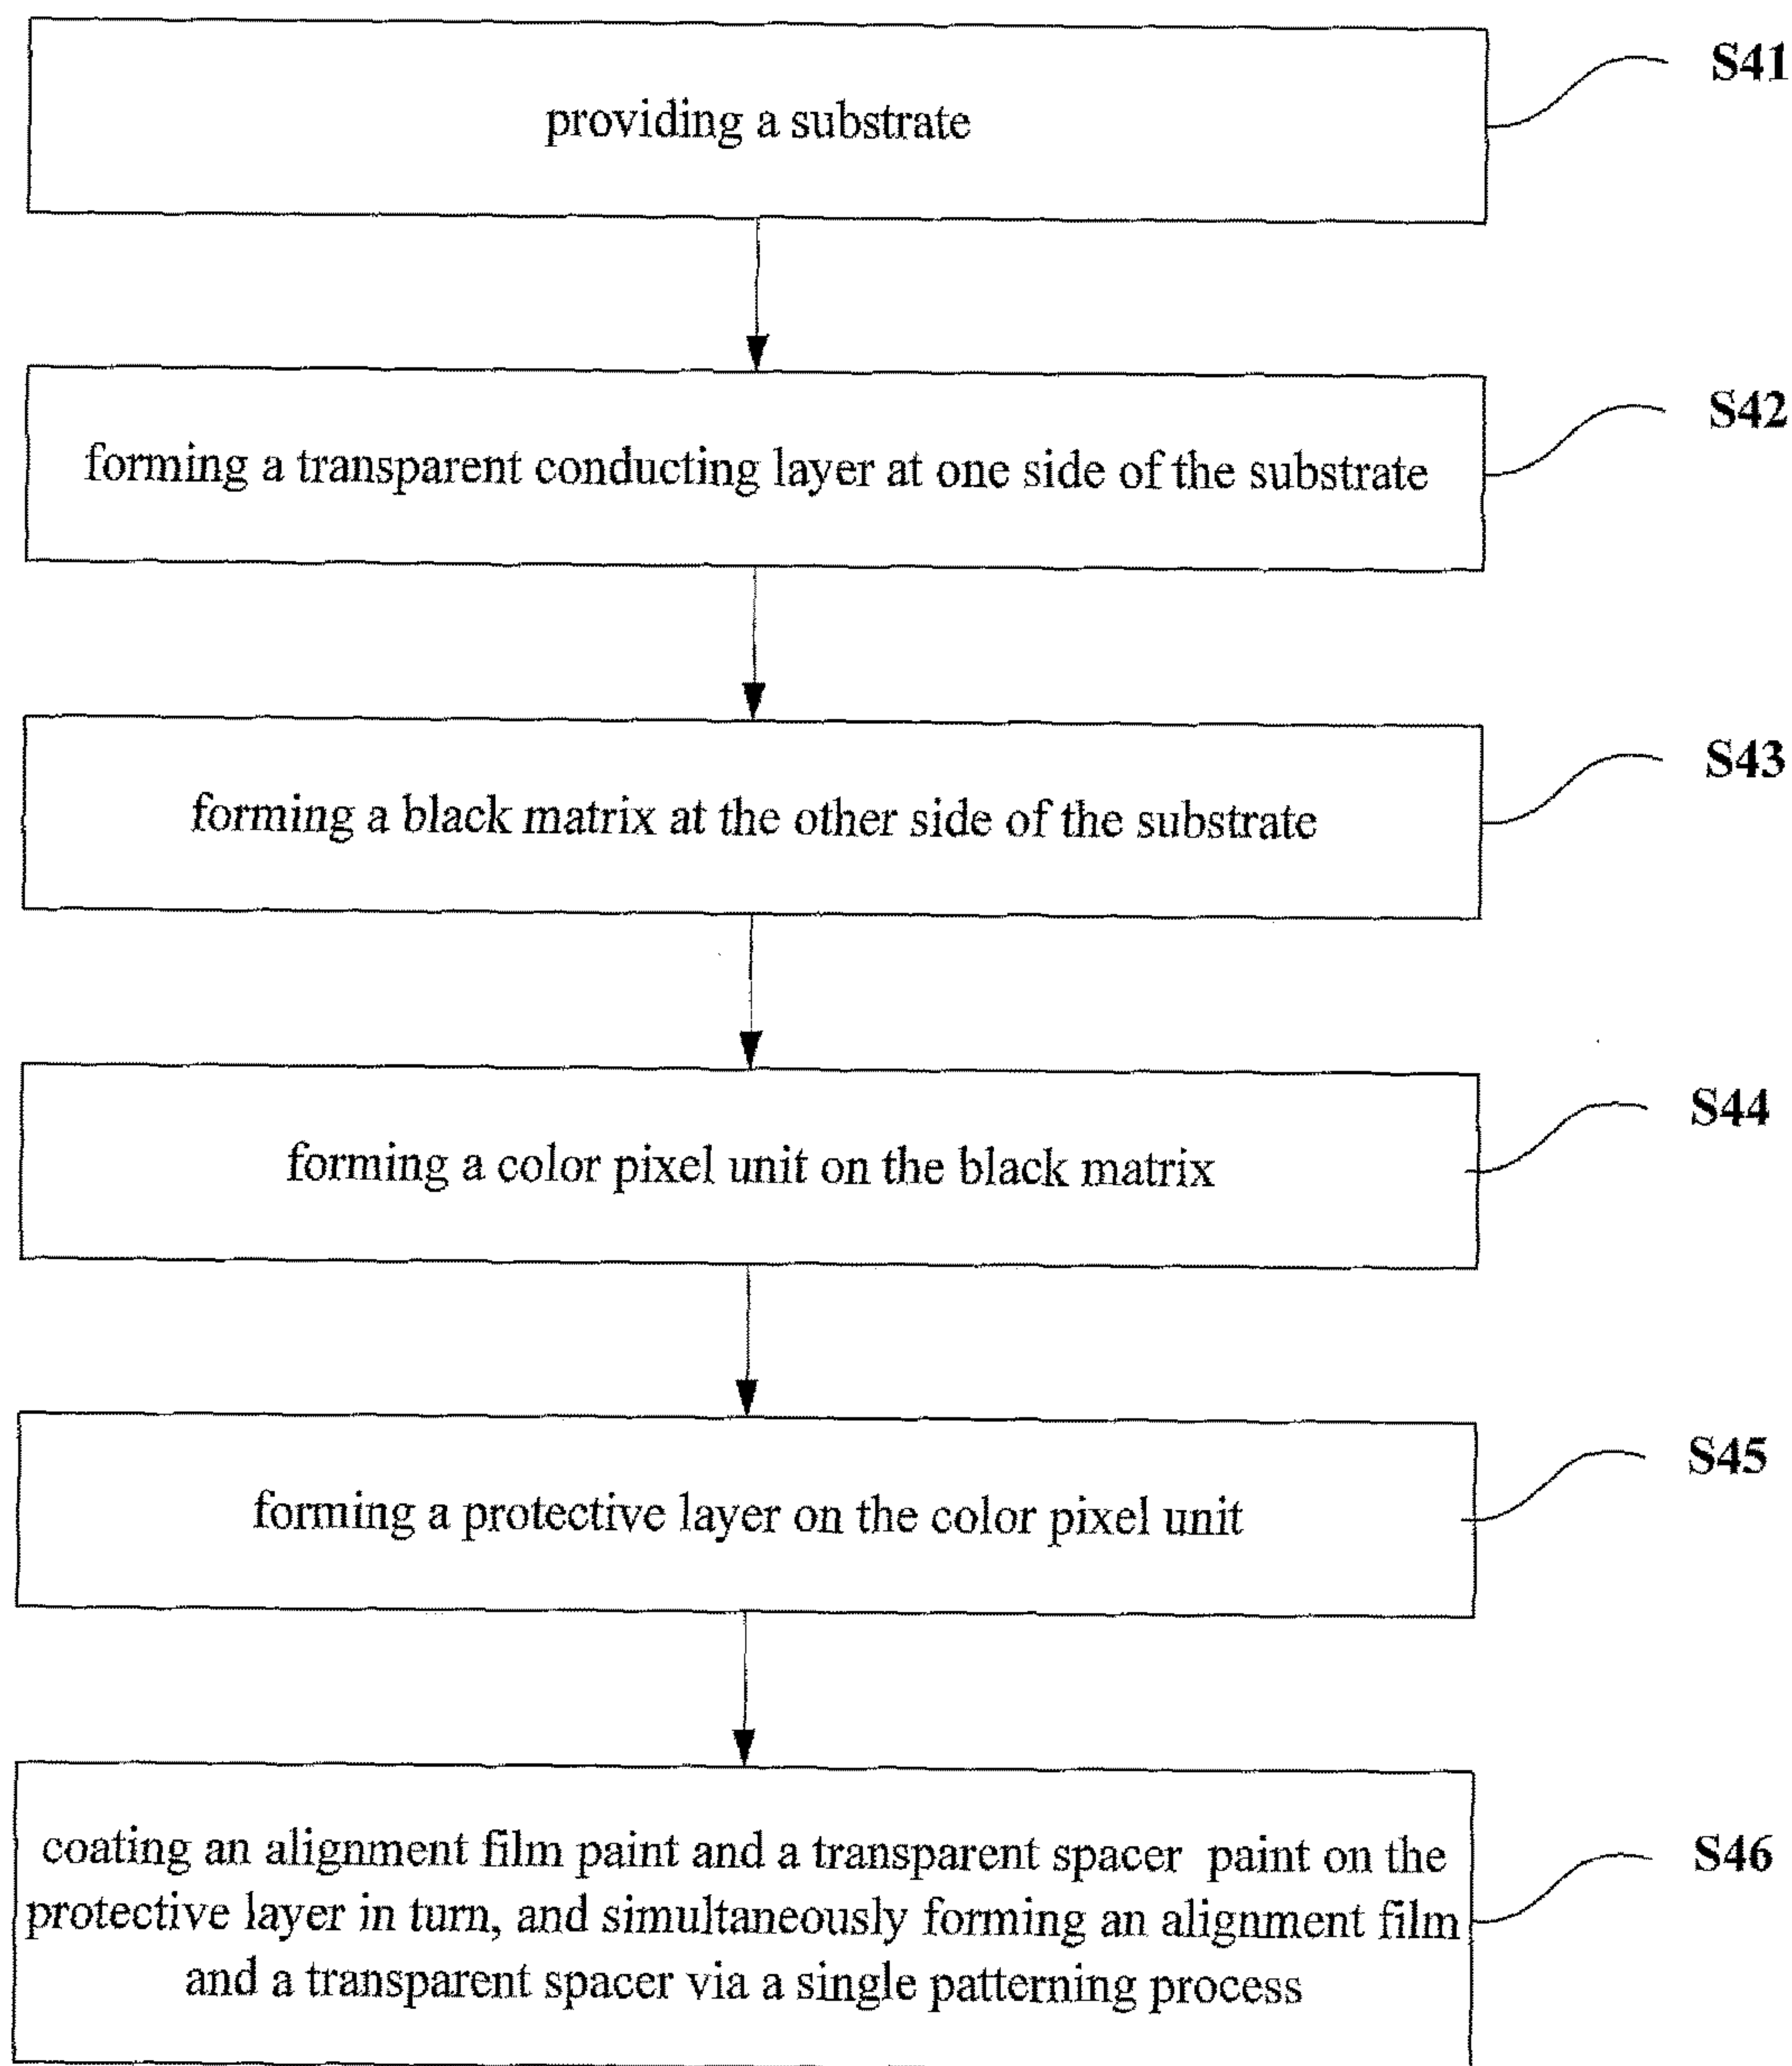 providing a substrate
S41
forming a transparent conducting layer at one side of the substrate
S42
forming a black matrix at the other side of the substrate
S43
forming a color pixel unit on the black matrix
S44
forming a protective layer on the color pixel unit
S45
coating an alignment film paint and a transparent spacer paint on the
protective layer in turn, and simultaneously forming an alignment film
and a transparent spacer via a single patterning process
S46